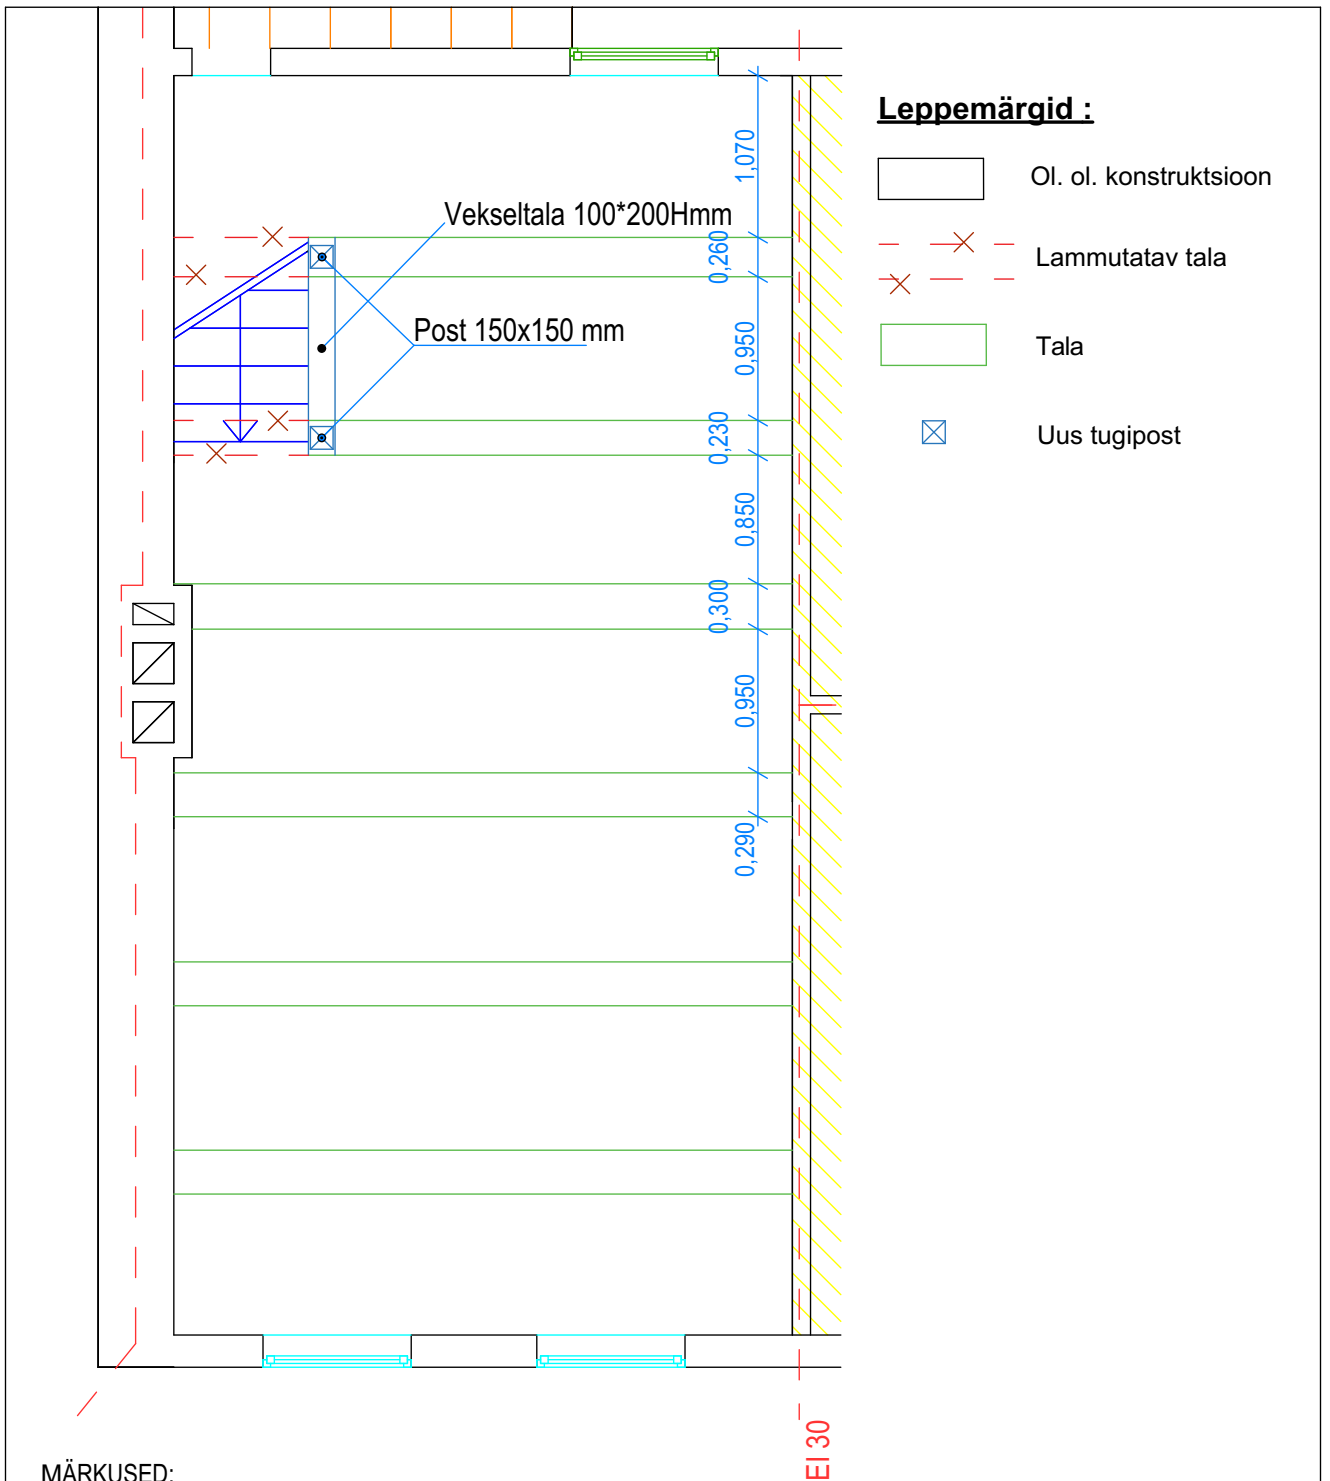 Leppemärgid :
Ol. ol. konstruktsioon
Lammutatav tala
Tala
Uus tugipost
Vekseltala 100*200Hmm
Post 150x150 mm
1,070
0,260
0,950
0,230
0,850
0,300
0,950
0,290
EI 30
MÄRKUSED: